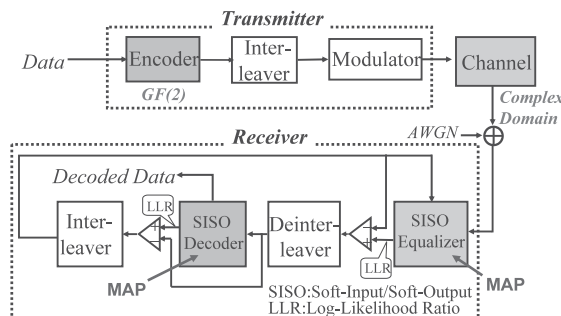 Transmitter
Data
Encoder
Inter-
leaver
Modulator
Channel
GF(2)
Complex
Domain
AWGN
Receiver
Decoded Data
LLR
Inter-
leaver
SISO
Decoder
Deinter-
leaver
SISO
Equalizer
+
−
+
−
LLR
MAP
MAP
SISO:Soft-Input/Soft-Output
LLR:Log-Likelihood Ratio